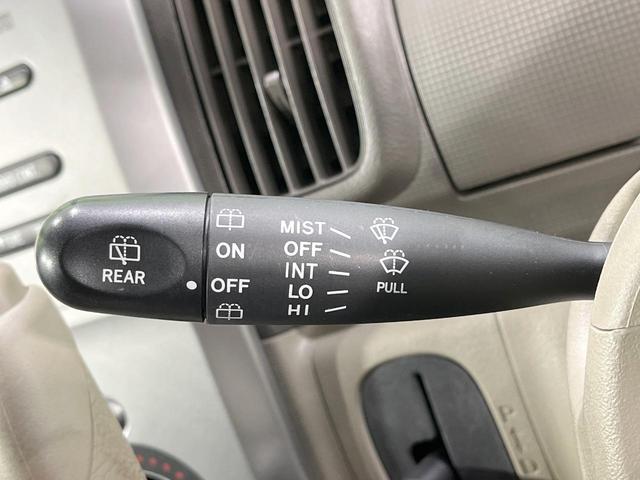 REAR
ON
OFF
MIST
OFF
INT
LO
HI
PULL